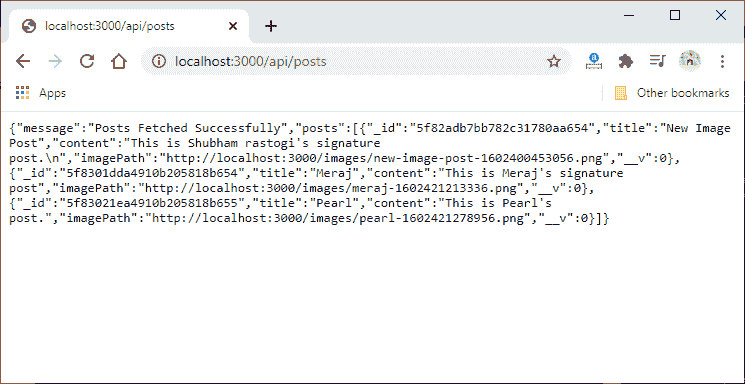 localhost:3000/api/posts
localhost:3000/api/posts
Apps
Other bookmarks
{"message":"Posts Fetched Successfully","posts":[{"_id":"5f82adb7bb782c31780aa654","title":"New Image
Post","content":"This is Shubham rastogi's signature
post.\n","imagePath":"http://localhost:3000/images/new-image-post-1602400453056.png","__v":0},
{"_id":"5f8301dda4910b205818b654","title":"Meraj","content":"This is Meraj's signature
post","imagePath":"http://localhost:3000/images/meraj-1602421213336.png","__v":0},
{"_id":"5f83021ea4910b205818b655","title":"Pearl","content":"This is Pearl's
post.","imagePath":"http://localhost:3000/images/pearl-1602421278956.png","__v":0}]}